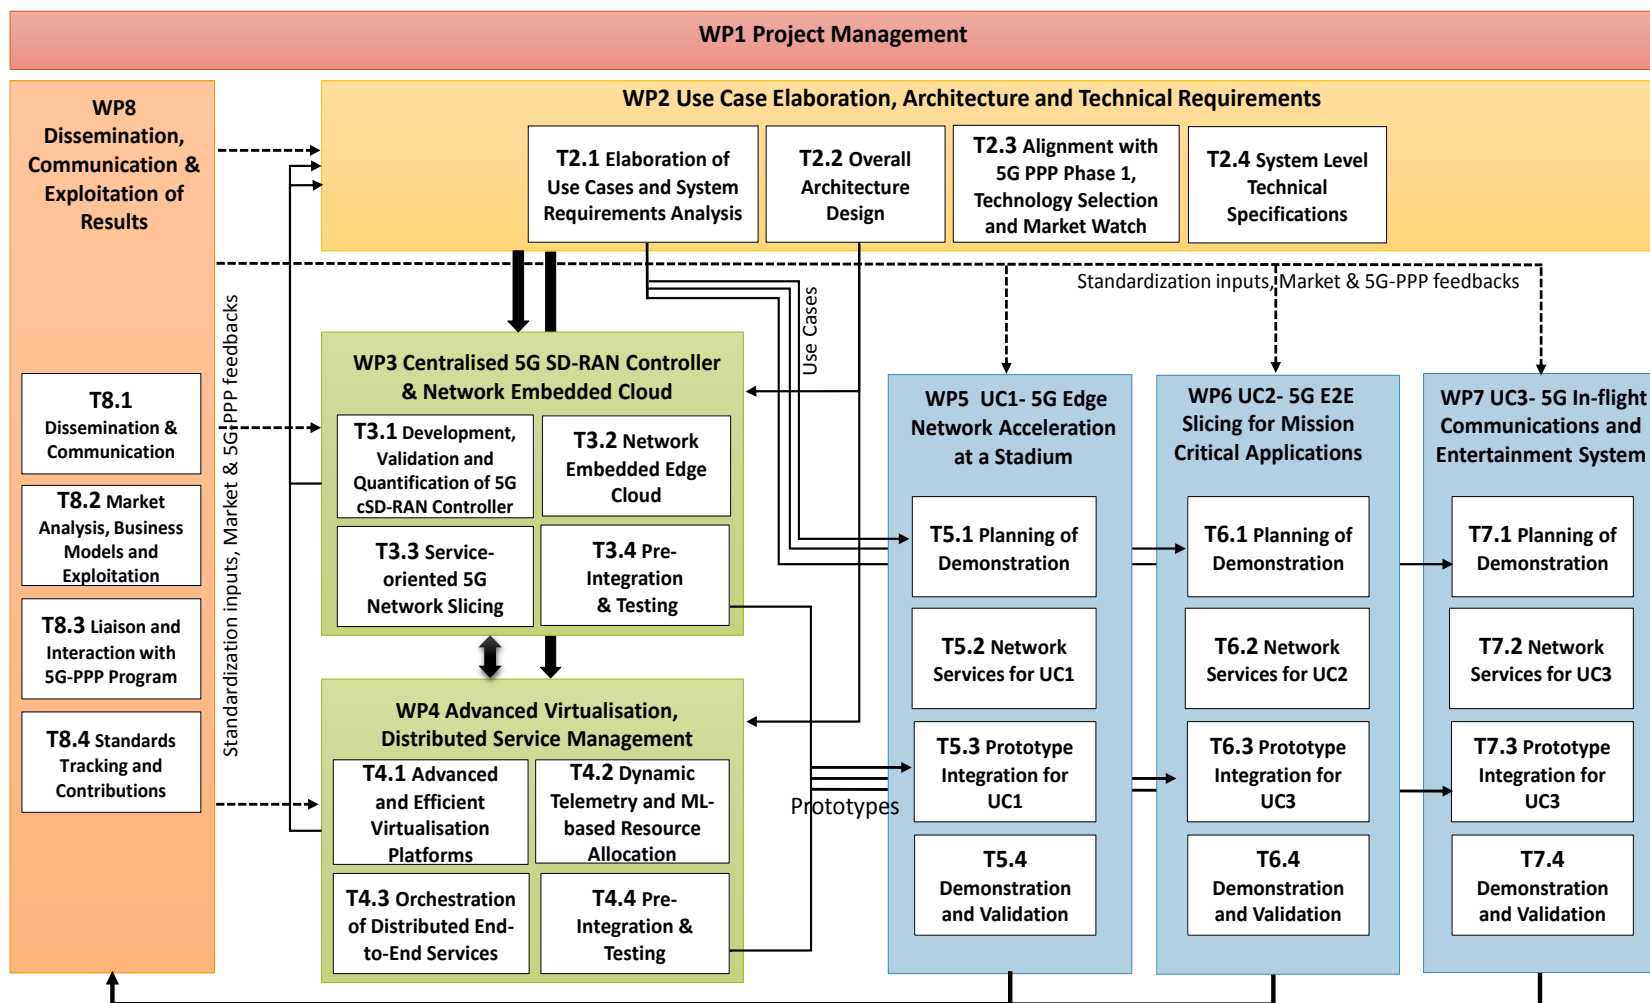 WP1 Project Management
WP8
Dissemination,
Communication &
Exploitation of
Results
T8.1
Dissemination &
Communication
T8.2 Market
Analysis, Business
Models and
Exploitation
T8.3 Liaison and
Interaction with
5G-PPP Program
T8.4 Standards
Tracking and
Contributions
Standardization inputs, Market & 5G-PPP feedbacks
WP2 Use Case Elaboration, Architecture and Technical Requirements
T2.1 Elaboration of
Use Cases and System
Requirements Analysis
T2.2 Overall
Architecture
Design
T2.3 Alignment with
5G PPP Phase 1,
Technology Selection
and Market Watch
T2.4 System Level
Technical
Specifications
Standardization inputs, Market & 5G-PPP feedbacks
Use Cases
WP3 Centralised 5G SD-RAN Controller
& Network Embedded Cloud
T3.1 Development,
Validation and
Quantification of 5G
cSD-RAN Controller
T3.2 Network
Embedded Edge
Cloud
T3.3 Service-
oriented 5G
Network Slicing
T3.4 Pre-
Integration
& Testing
WP4 Advanced Virtualisation,
Distributed Service Management
T4.1 Advanced
and Efficient
Virtualisation
Platforms
T4.2 Dynamic
Telemetry and ML-
based Resource
Allocation
T4.3 Orchestration
of Distributed End-
to-End Services
T4.4 Pre-
Integration &
Testing
Prototypes
WP5 UC1- 5G Edge
Network Acceleration
at a Stadium
T5.1 Planning of
Demonstration
T5.2 Network
Services for UC1
T5.3 Prototype
Integration for
UC1
T5.4
Demonstration
and Validation
WP6 UC2- 5G E2E
Slicing for Mission
Critical Applications
T6.1 Planning of
Demonstration
T6.2 Network
Services for UC2
T6.3 Prototype
Integration for
UC3
T6.4
Demonstration
and Validation
WP7 UC3- 5G In-flight
Communications and
Entertainment System
T7.1 Planning of
Demonstration
T7.2 Network
Services for UC3
T7.3 Prototype
Integration for
UC3
T7.4
Demonstration
and Validation